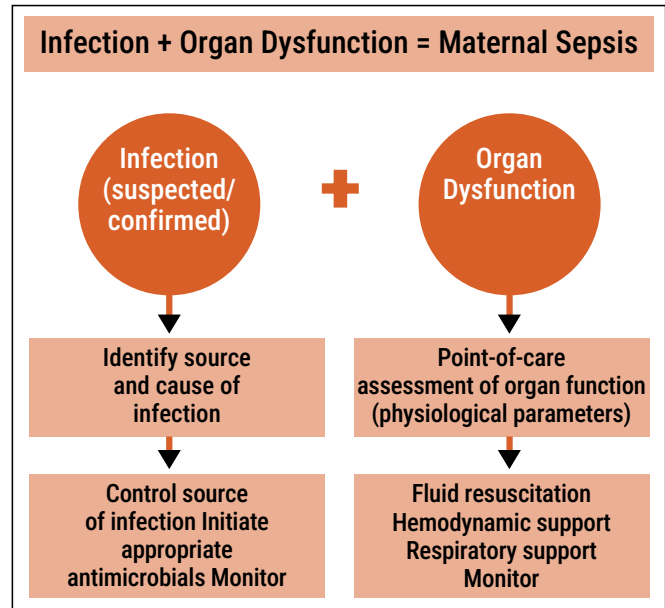 Infection + Organ Dysfunction = Maternal Sepsis
Infection
(suspected/
confirmed)
+
Organ
Dysfunction
Identify source
and cause of
infection
Point-of-care
assessment of organ function
(physiological parameters)
Control source
of infection Initiate
appropriate
antimicrobials Monitor
Fluid resuscitation
Hemodynamic support
Respiratory support
Monitor